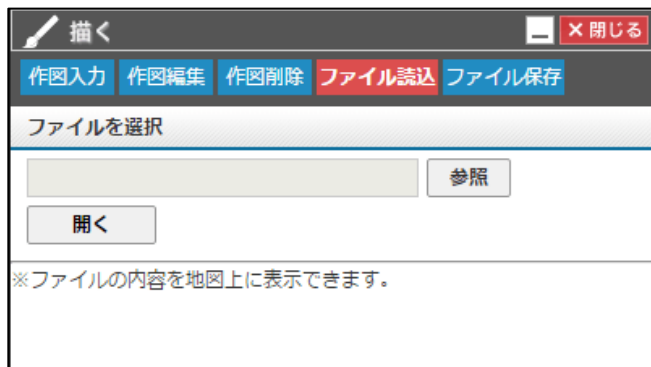 描く
×閉じる
作図入力 作図編集 作図削除 ファイル読込 ファイル保存
ファイルを選択
参照
開く
※ファイルの内容を地図上に表示できます。